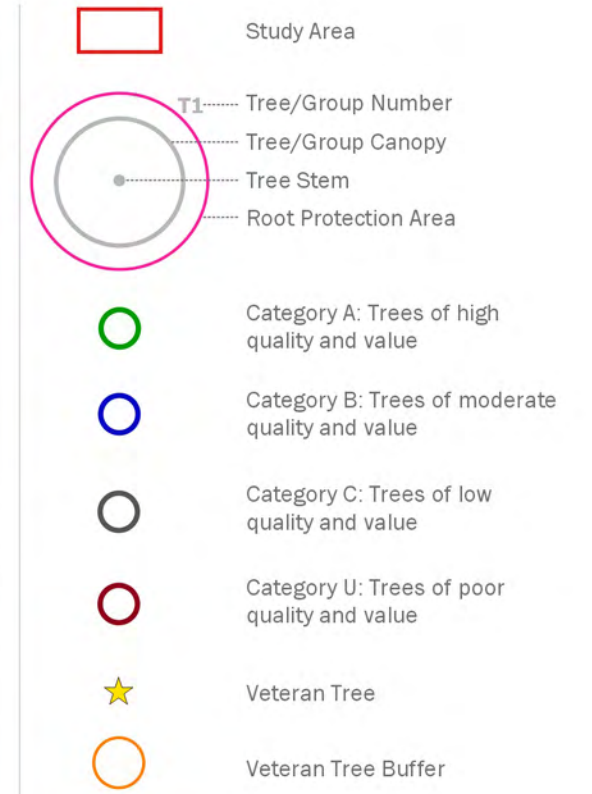 Study Area
T1
Tree/Group Number
Tree/Group Canopy
Tree Stem
Root Protection Area
Category A: Trees of high
quality and value
Category B: Trees of moderate
quality and value
Category C: Trees of low
quality and value
Category U: Trees of poor
quality and value
Veteran Tree
Veteran Tree Buffer